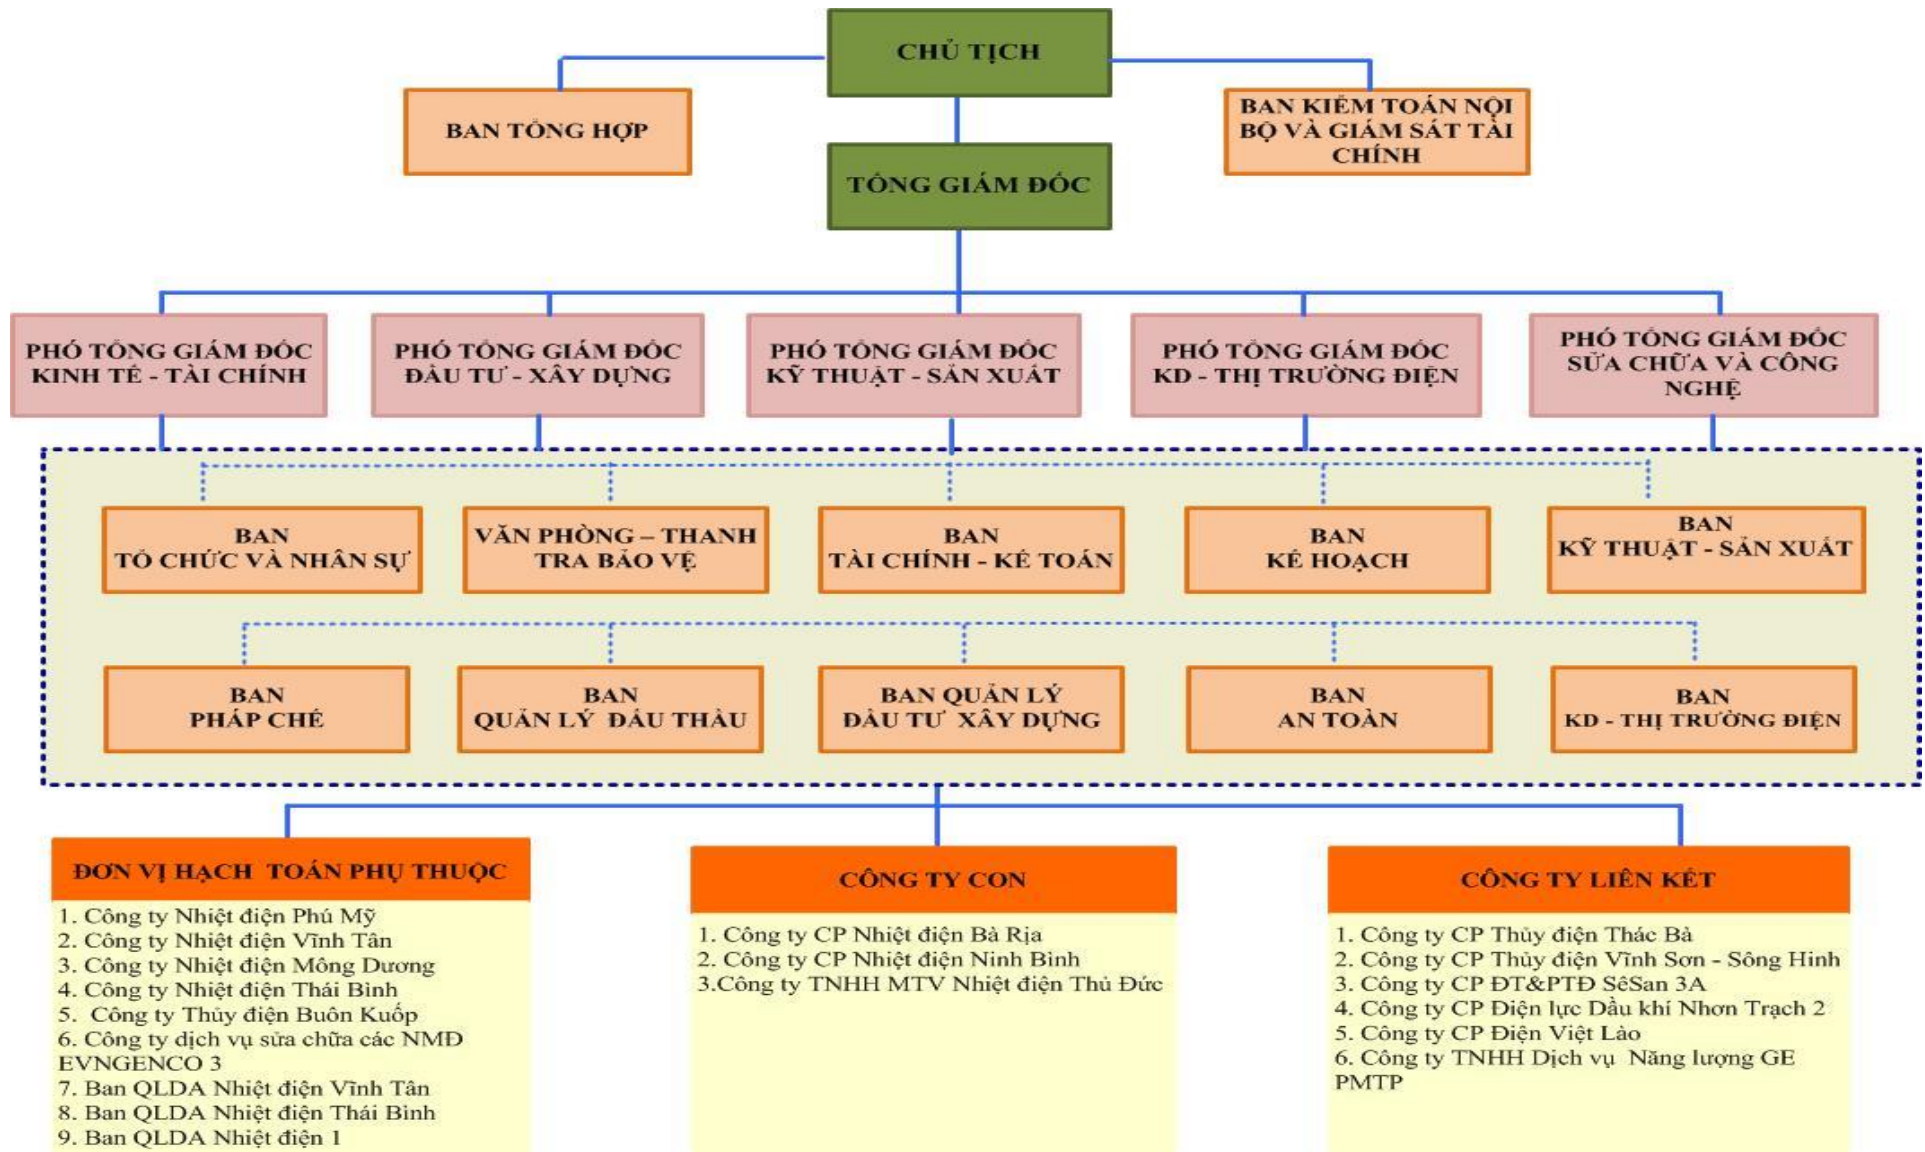 CHỦ TỊCH
BAN TỔNG HỢP
BAN KIỂM TOÁN NỘI
BỘ VÀ GIÁM SÁT TÀI
CHÍNH
TỔNG GIÁM ĐỐC
PHÓ TỔNG GIÁM ĐỐC
KINH TẾ - TÀI CHÍNH
PHÓ TỔNG GIÁM ĐỐC
ĐẦU TƯ - XÂY DỰNG
PHÓ TỔNG GIÁM ĐỐC
KỸ THUẬT - SẢN XUẤT
PHÓ TỔNG GIÁM ĐỐC
KD - THỊ TRƯỜNG ĐIỆN
PHÓ TỔNG GIÁM ĐỐC
SỬA CHỮA VÀ CÔNG
NGHỆ
BAN
TỔ CHỨC VÀ NHÂN SỰ
VĂN PHÒNG – THANH
TRA BẢO VỆ
BAN
TÀI CHÍNH - KẾ TOÁN
BAN
KẾ HOẠCH
BAN
KỸ THUẬT - SẢN XUẤT
BAN
PHÁP CHẾ
BAN
QUẢN LÝ ĐẤU THẦU
BAN QUẢN LÝ
ĐẦU TƯ XÂY DỰNG
BAN
AN TOÀN
BAN
KD - THỊ TRƯỜNG ĐIỆN
ĐƠN VỊ HẠCH TOÁN PHỤ THUỘC
1. Công ty Nhiệt điện Phú Mỹ
2. Công ty Nhiệt điện Vĩnh Tân
3. Công ty Nhiệt điện Mông Dương
4. Công ty Nhiệt điện Thái Bình
5. Công ty Thủy điện Buôn Kuốp
6. Công ty dịch vụ sửa chữa các NMĐ
EVNGENCO 3
7. Ban QLDA Nhiệt điện Vĩnh Tân
8. Ban QLDA Nhiệt điện Thái Bình
9. Ban QLDA Nhiệt điện 1
CÔNG TY CON
1. Công ty CP Nhiệt điện Bà Rịa
2. Công ty CP Nhiệt điện Ninh Bình
3.Công ty TNHH MTV Nhiệt điện Thủ Đức
CÔNG TY LIÊN KẾT
1. Công ty CP Thủy điện Thác Bà
2. Công ty CP Thủy điện Vĩnh Sơn - Sông Hinh
3. Công ty CP ĐT&PTĐ SêSan 3A
4. Công ty CP Điện lực Dầu khí Nhơn Trạch 2
5. Công ty CP Điện Việt Lào
6. Công ty TNHH Dịch vụ Năng lượng GE
PMTP